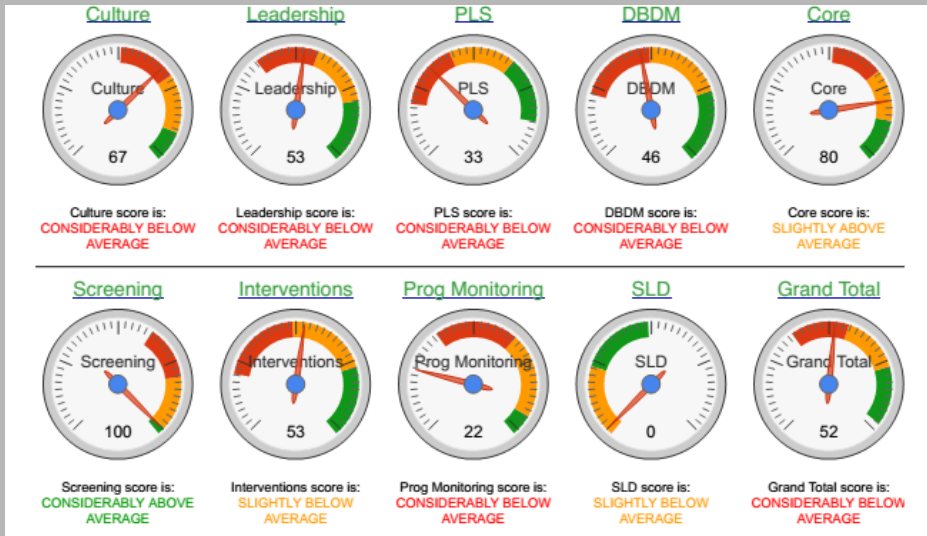 Culture
Leadership
PLS
DBDM
Core
Culture
Leadership
PLS
DBDM
Core
67
53
33
46
80
Culture score is:
CONSIDERABLY BELOW
AVERAGE
Leadership score is:
CONSIDERABLY BELOW
AVERAGE
PLS score is:
CONSIDERABLY BELOW
AVERAGE
DBDM score is:
CONSIDERABLY BELOW
AVERAGE
Core score is:
SLIGHTLY ABOVE
AVERAGE
Screening
Interventions
Prog Monitoring
SLD
Grand Total
Screening
Interventions
Prog Monitoring
SLD
Grand Total
100
53
22
0
52
Screening score is:
CONSIDERABLY ABOVE
AVERAGE
Interventions score is:
SLIGHTLY BELOW
AVERAGE
Prog Monitoring score is:
CONSIDERABLY BELOW
AVERAGE
SLD score is:
SLIGHTLY BELOW
AVERAGE
Grand Total score is:
CONSIDERABLY BELOW
AVERAGE